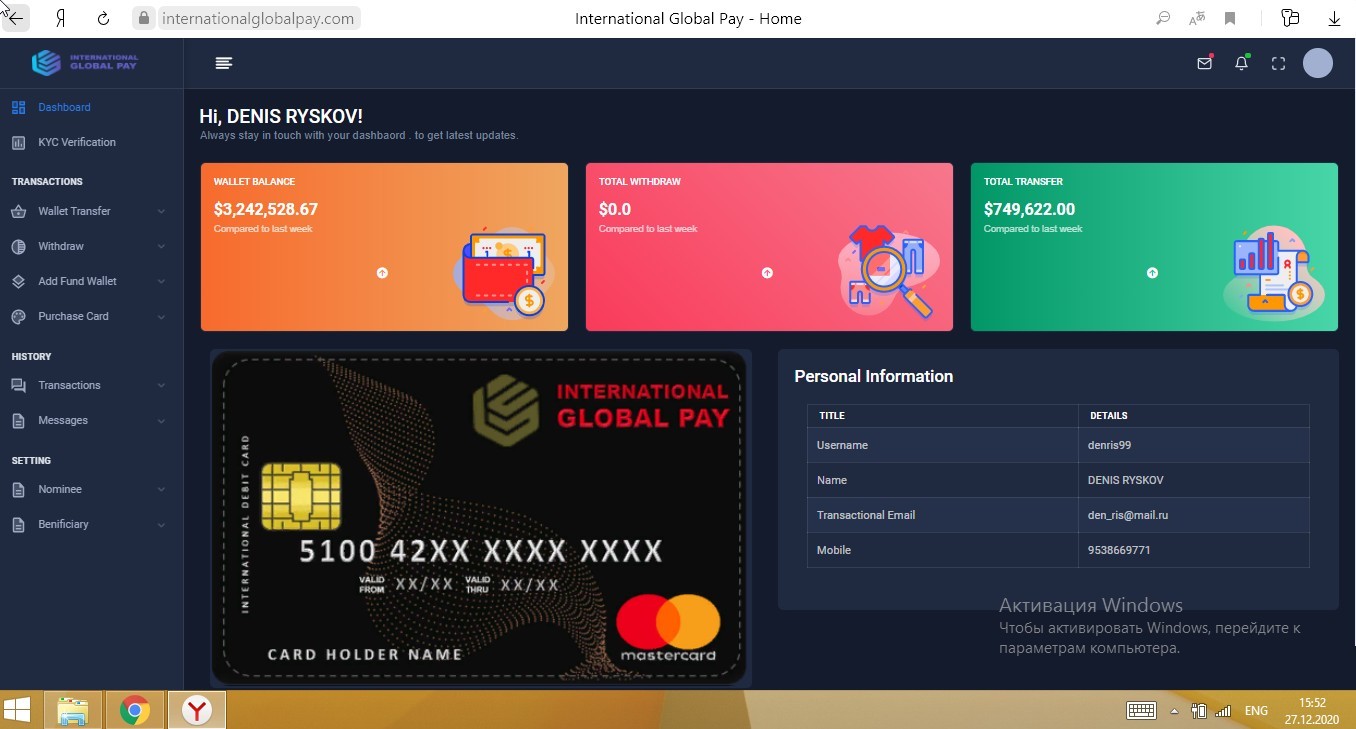 internationalglobalpay.com
International Global Pay - Home
INTERNATIONAL
GLOBAL PAY
Dashboard
KYC Verification
TRANSACTIONS
Wallet Transfer
Withdraw
Add Fund Wallet
Purchase Card
HISTORY
Transactions
Messages
SETTING
Nominee
Benificiary
Hi, DENIS RYSKOV!
Always stay in touch with your dashbaord . to get latest updates.
WALLET BALANCE
$3,242,528.67
Compared to last week
TOTAL WITHDRAW
$0.0
Compared to last week
TOTAL TRANSFER
$749,622.00
Compared to last week
INTERNATIONAL
GLOBAL PAY
INTERNATIONAL DEBIT CARD
5100 42XX XXXX XXXX
VALID FROM XX/XX VALID THRU XX/XX
CARD HOLDER NAME
mastercard
Personal Information
TITLE DETAILS
Username denris99
Name DENIS RYSKOV
Transactional Email den_ris@mail.ru
Mobile 9538669771
Активация Windows
Чтобы активировать Windows, перейдите к
параметрам компьютера.
ENG
15:52
27.12.2020